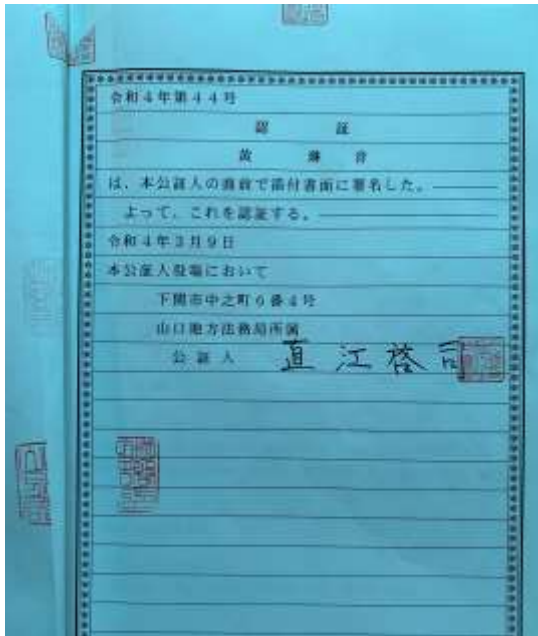 令和4年第44号
認 証
黄 琳
は、本公証人の面前で添付書面に署名した。
よって、これを認証する。
令和4年3月9日
本公証人役場において
下関市中之町6番4号
山口地方法務局所属
公証人 直江啓司